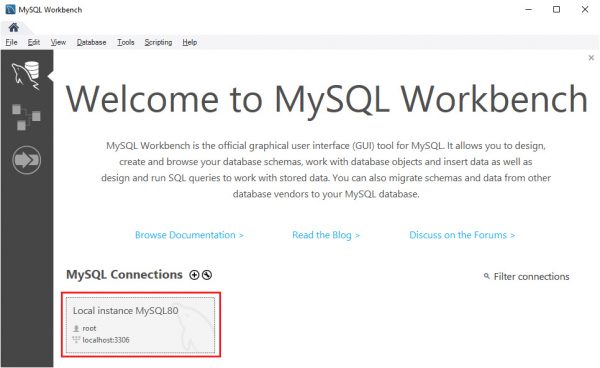 MySQL Workbench
File Edit View Database Tools Scripting Help
Welcome to MySQL Workbench
MySQL Workbench is the official graphical user interface (GUI) tool for MySQL. It allows you to design,
create and browse your database schemas, work with database objects and insert data as well as
design and run SQL queries to work with stored data. You can also migrate schemas and data from other
database vendors to your MySQL database.
Browse Documentation > Read the Blog > Discuss on the Forums >
MySQL Connections Filter connections
Local instance MySQL80
root
localhost:3306